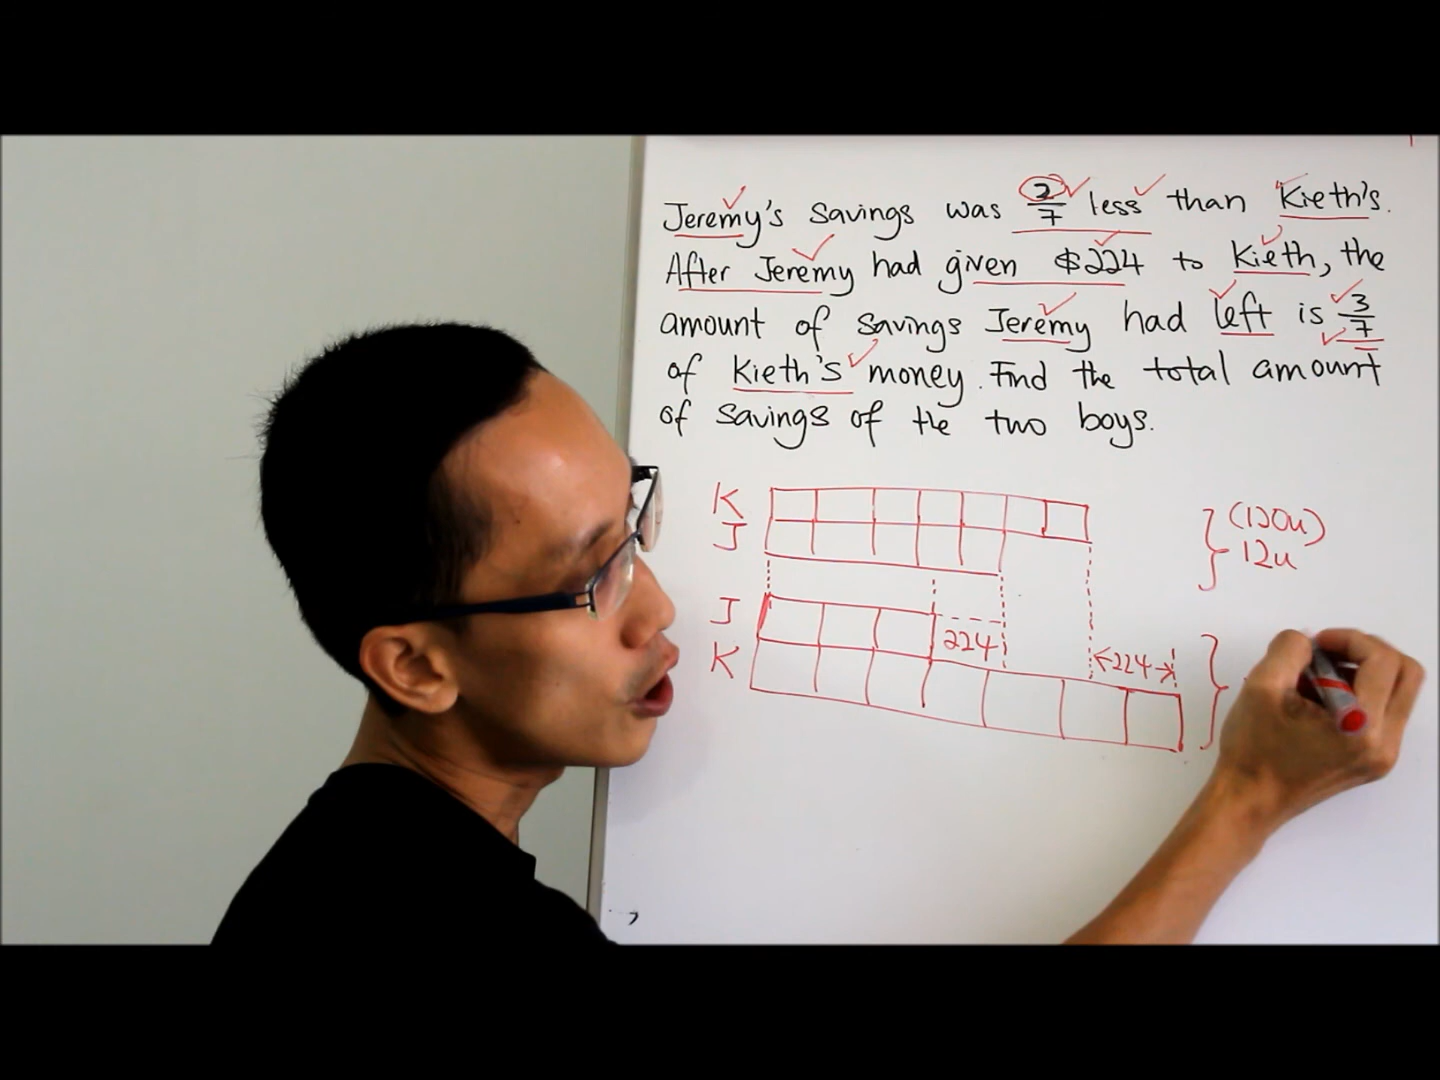 Jeremy's savings was 2/7 less than Kieth's.
After Jeremy had given $224 to Kieth, the
amount of savings Jeremy had left is 3/7
of Kieth's money. Find the total amount
of savings of the two boys.
K
J
(120u)
12u
J
224
K
224